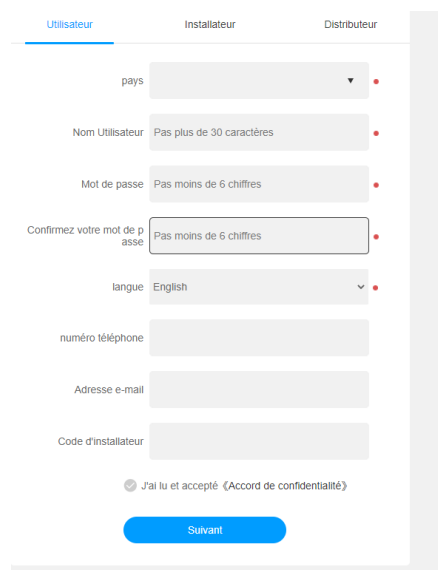 Utilisateur Installateur Distributeur
pays
Nom Utilisateur Pas plus de 30 caractères
Mot de passe Pas moins de 6 chiffres
Confirmez votre mot de p
asse Pas moins de 6 chiffres
langue English
numéro téléphone
Adresse e-mail
Code d'installateur
J'ai lu et accepté 《Accord de confidentialité》
Suivant